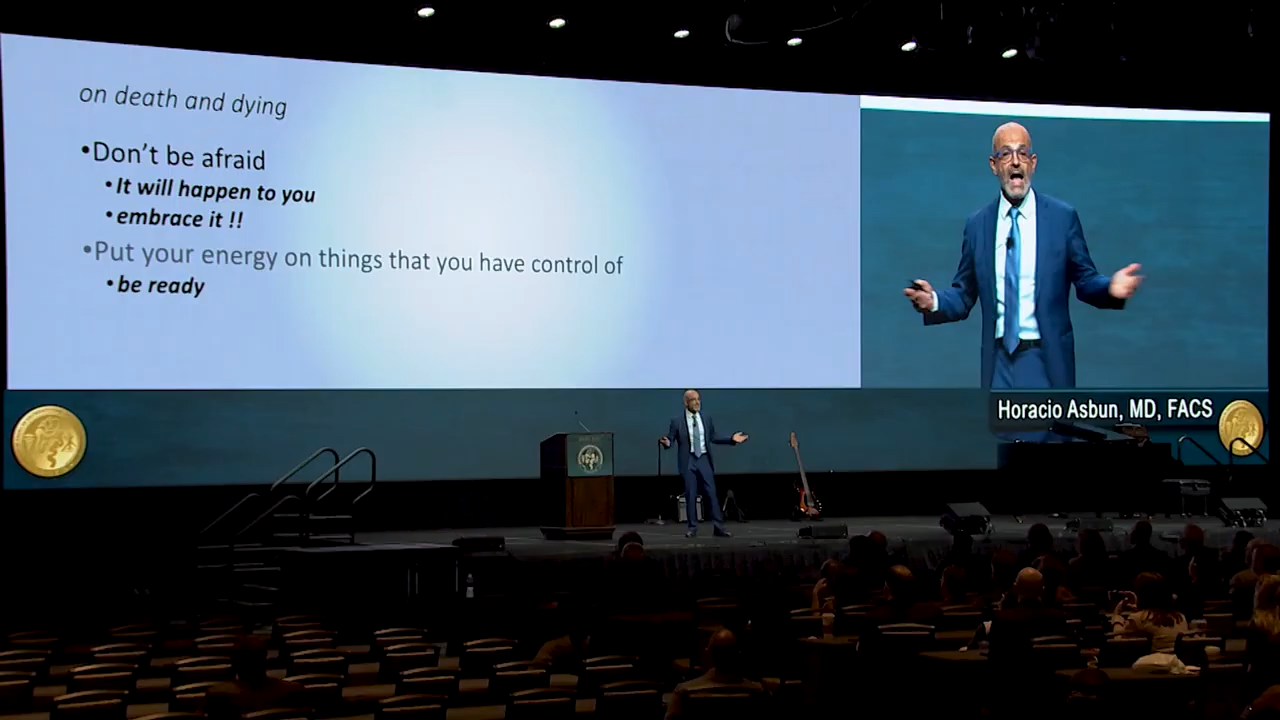 on death and dying
•Don't be afraid
•It will happen to you
•embrace it !!
•Put your energy on things that you have control of
•be ready
Horacio Asbun, MD, FACS